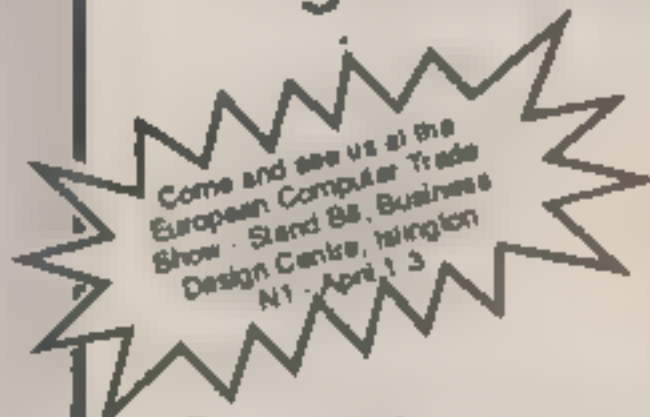 Come and see us at the
European Computer Trade
Show - Stand B8, Business
Design Centre, Islington
N1 - April 1 3